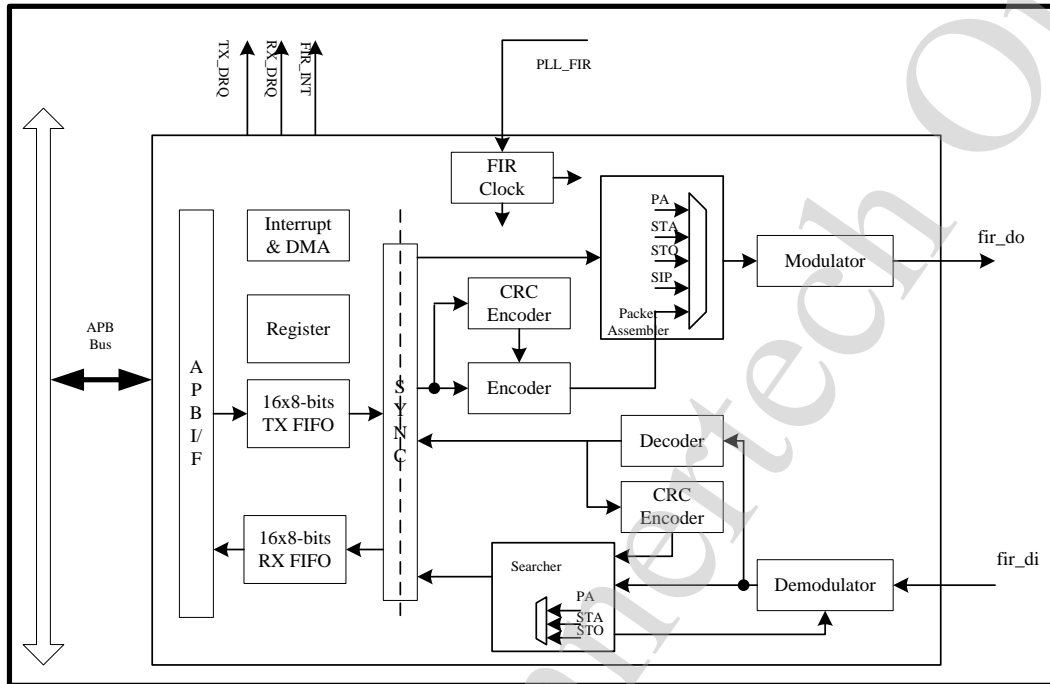 TX_DRQ
RX_DRQ
FIR_INT
PLL_FIR
FIR
Clock
Interrupt
& DMA
PA
STA
STO
SIP
Packet
Assembler
Modulator
fir_do
CRC
Encoder
Register
APB
Bus
APB I/F
SYNC
Encoder
16x8-bits
TX FIFO
Decoder
CRC
Encoder
16x8-bits
RX FIFO
Searcher
PA
STA
STO
Demodulator
fir_di